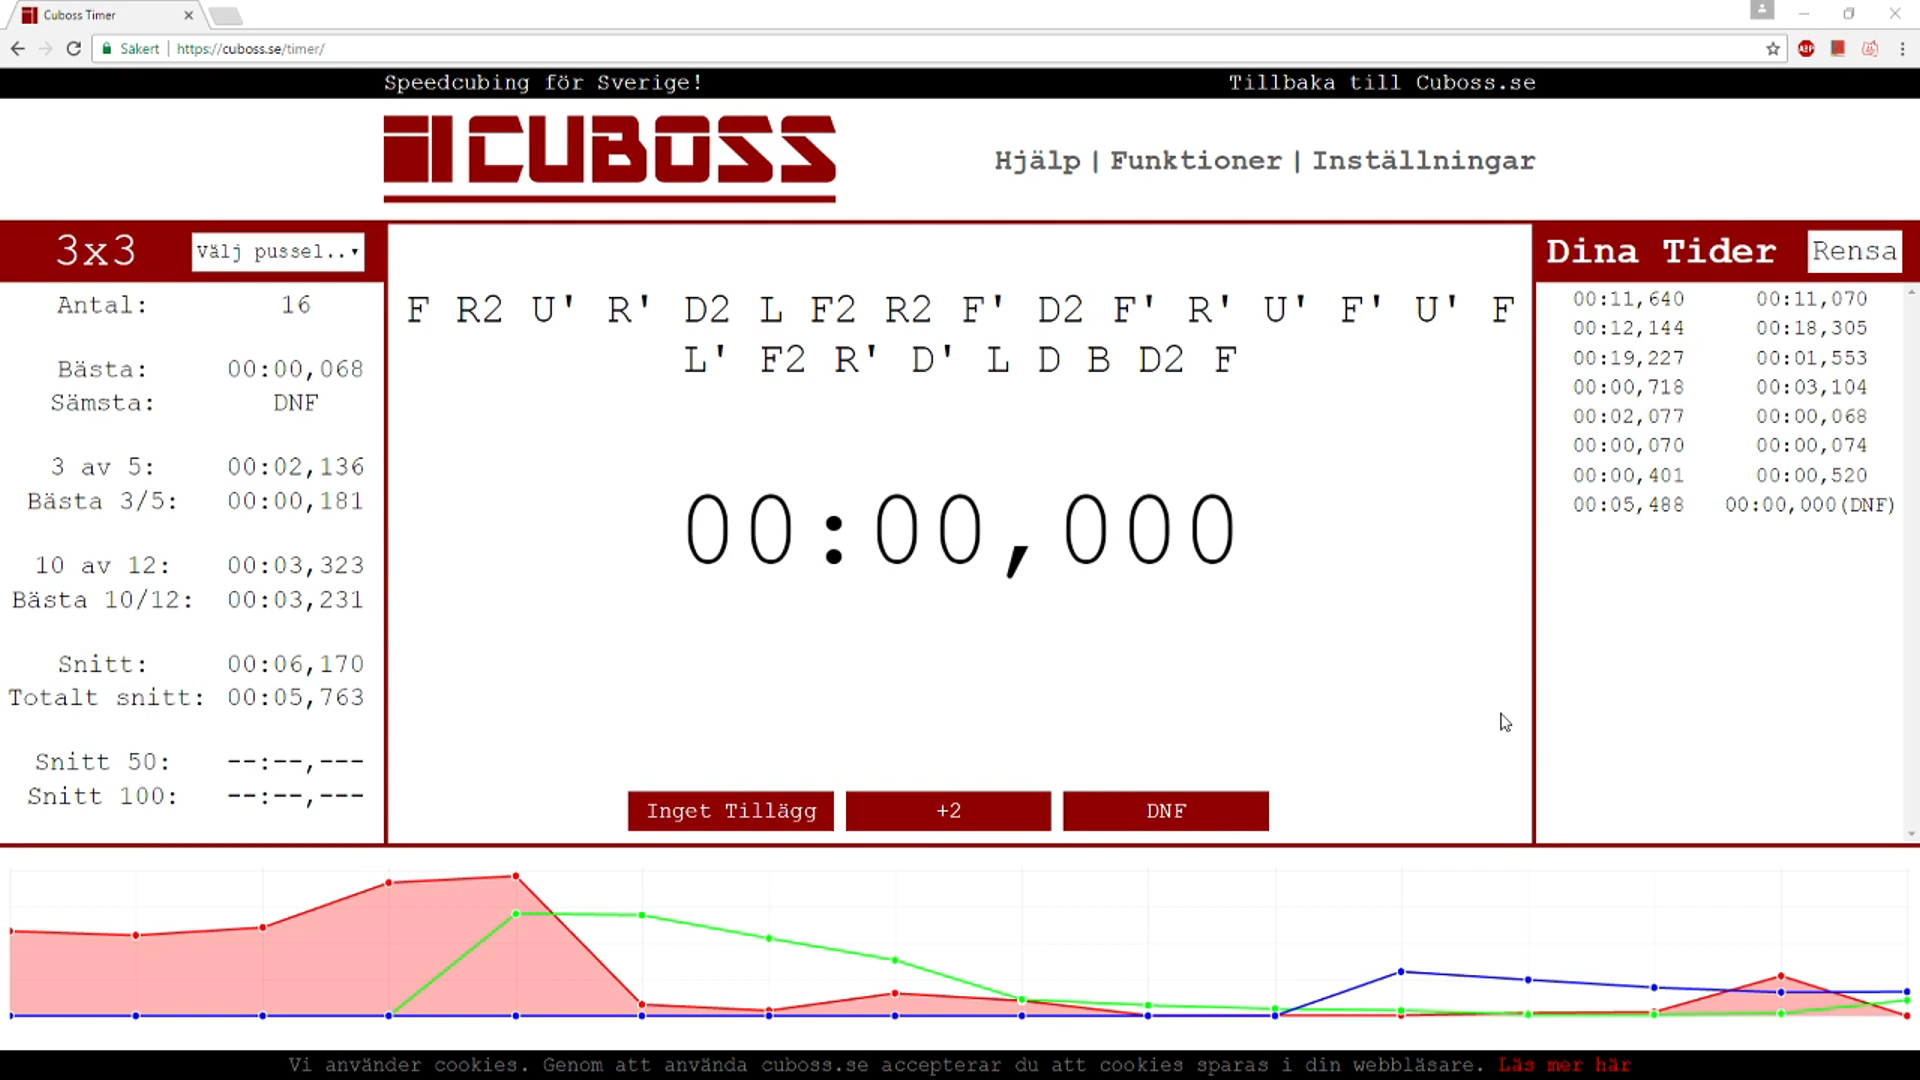 Cuboss Timer
Säkert https://cuboss.se/timer/
ABP
Speedcubing för Sverige!
Tillbaka till Cuboss.se
CUBOSS
Hjälp | Funktioner | Inställningar
3x3
Välj pussel..
Antal: 16
Bästa: 00:00,068
Sämsta: DNF
3 av 5: 00:02,136
Bästa 3/5: 00:00,181
10 av 12: 00:03,323
Bästa 10/12: 00:03,231
Snitt: 00:06,170
Totalt snitt: 00:05,763
Snitt 50: --:--,---
Snitt 100: --:--,---
F R2 U' R' D2 L F2 R2 F' D2 F' R' U' F' U' F
L' F2 R' D' L D B D2 F
00:00,000
Inget Tillägg
+2
DNF
Dina Tider
Rensa
00:11,640 00:11,070
00:12,144 00:18,305
00:19,227 00:01,553
00:00,718 00:03,104
00:02,077 00:00,068
00:00,070 00:00,074
00:00,401 00:00,520
00:05,488 00:00,000(DNF)
Vi använder cookies. Genom att använda cuboss.se accepterar du att cookies sparas i din webbläsare. Läs mer här